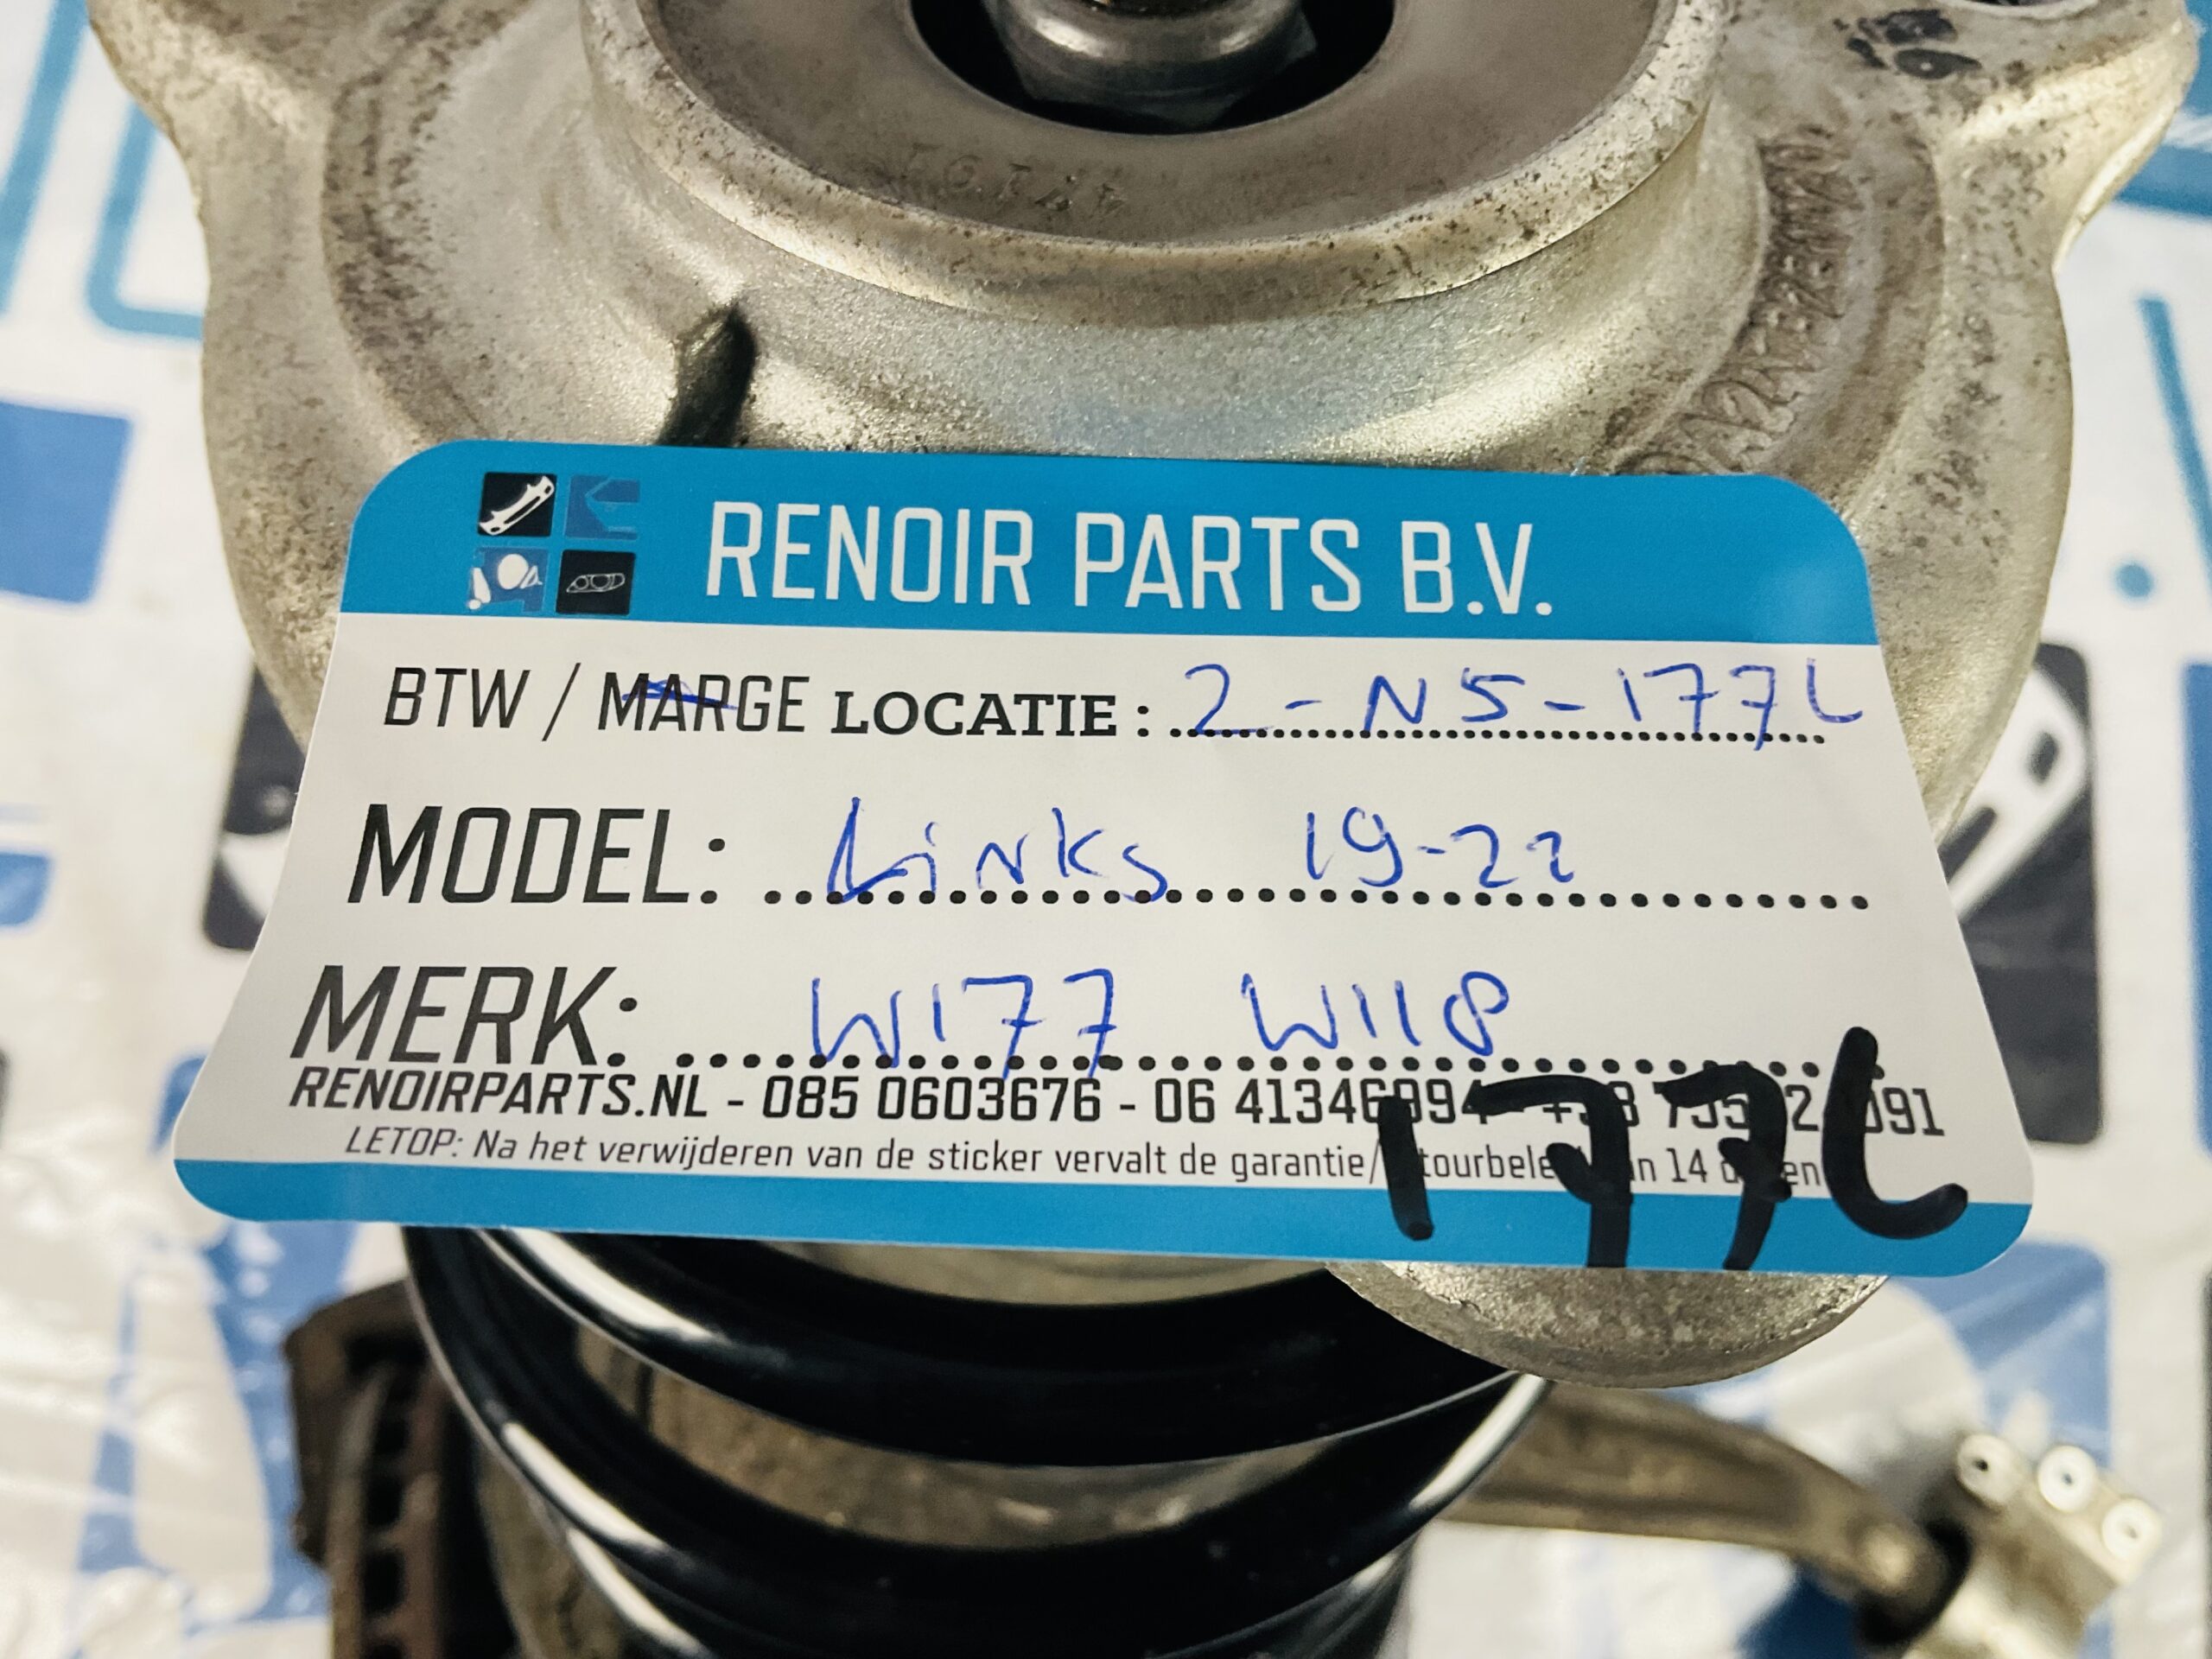 RENOIR PARTS B.V.
BTW / MARGE LOCATIE : 2-N5-177L
MODEL: Links 19-22
MERK: W177 W118
RENOIRPARTS.NL - 085 0603676 - 06 41346994
LETOP: Na het verwijderen van de sticker vervalt de garantie/
177L